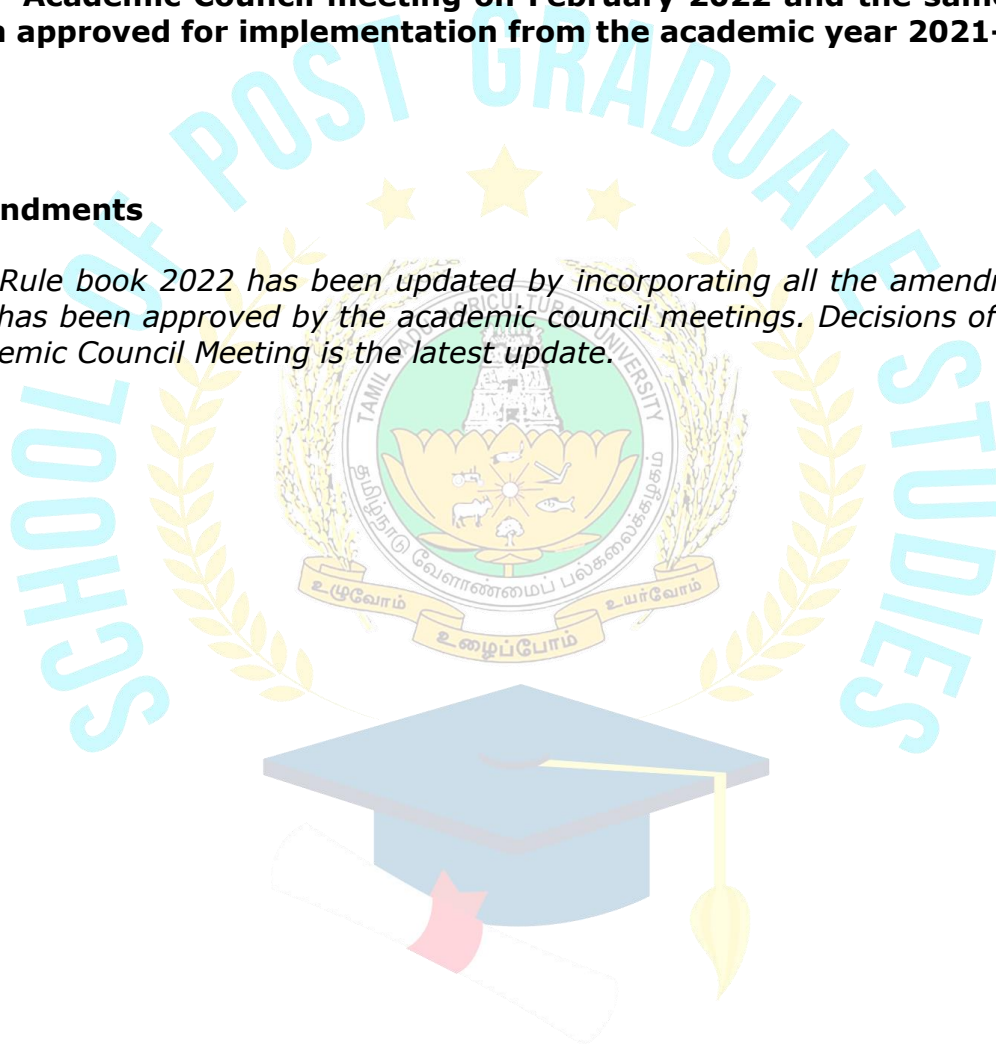 Academic Council meeting on February 2022 and the same
approved for implementation from the academic year 2021-
ndments
Rule book 2022 has been updated by incorporating all the amend
has been approved by the academic council meetings. Decisions of
emic Council Meeting is the latest update.
SCHOOL OF POST GRADUATE STUDIES
TAMIL NADU AGRICULTURAL UNIVERSITY
தமிழ்நாடு வேளாண்மைப் பல்கலைக்கழகம்
உழுவோம்
உழைப்போம்
உயர்வோம்